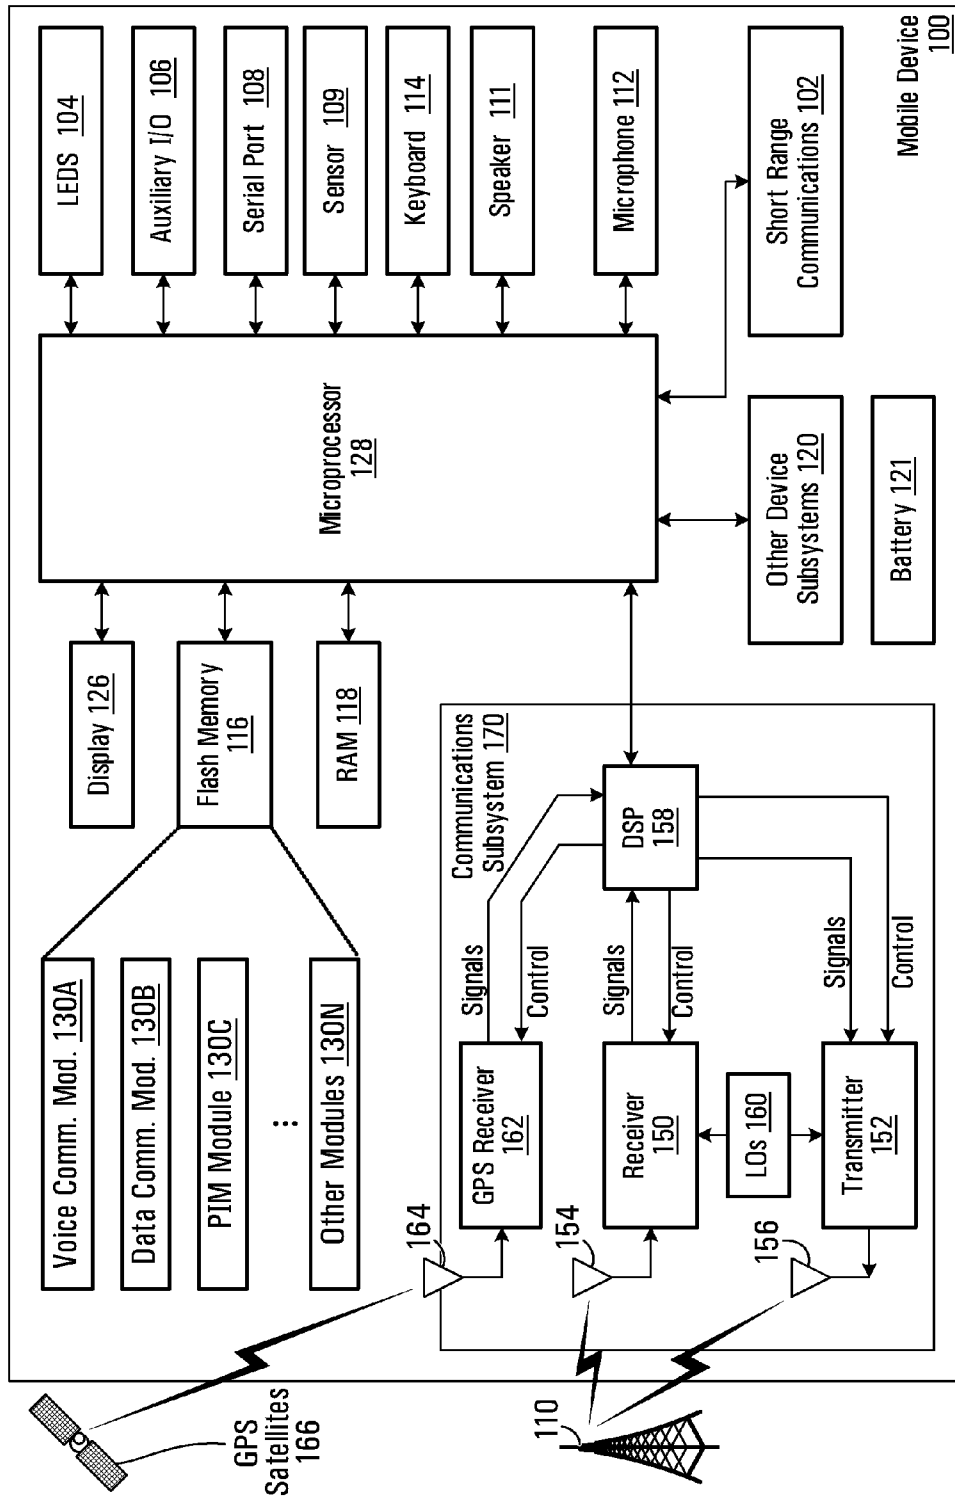 Voice Comm. Mod. 130A
Data Comm. Mod. 130B
PIM Module 130C
⋮
Other Modules 130N
Display 126
Flash Memory
116
RAM 118
Microprocessor
128
LEDS 104
Auxiliary I/O 106
Serial Port 108
Sensor 109
Keyboard 114
Speaker 111
Microphone 112
Short Range
Communications 102
Other Device
Subsystems 120
Battery 121
Mobile Device
100
GPS
Satellites
166
110
164
154
156
Communications
Subsystem 170
GPS Receiver
162
Signals
Control
Receiver
150
Signals
Control
DSP
158
LOs 160
Transmitter
152
Signals
Control